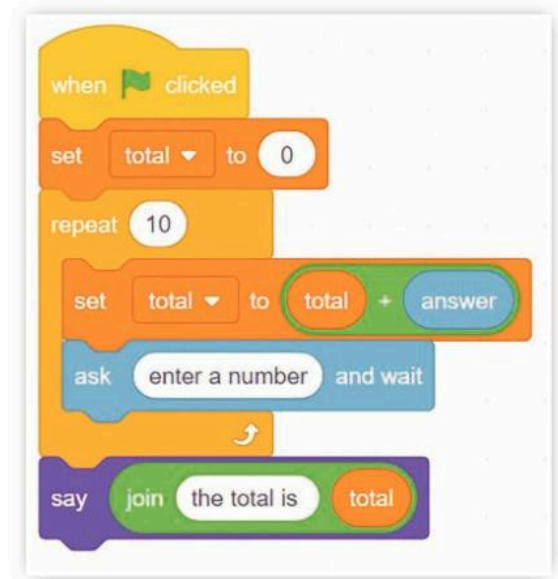 when clicked
set total to 0
repeat 10
set total to total + answer
ask enter a number and wait
say join the total is total